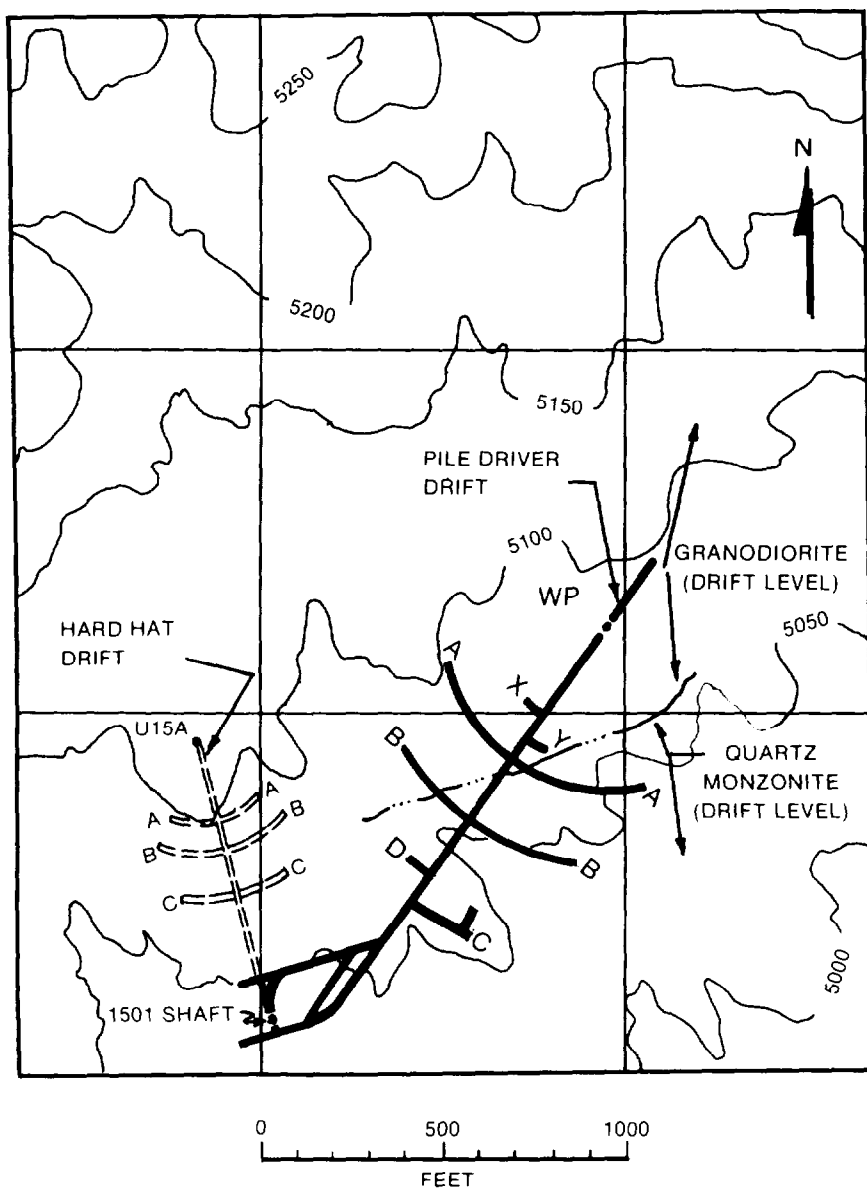 5250
N
5200
5150
PILE DRIVER
DRIFT
5100
GRANODIORITE
(DRIFT LEVEL)
WP
5050
HARD HAT
DRIFT
A
X
U15A
Y
B
QUARTZ
MONZONITE
(DRIFT LEVEL)
A
A
A
B
B
D
B
C
C
C
5000
1501 SHAFT
0 500 1000
FEET